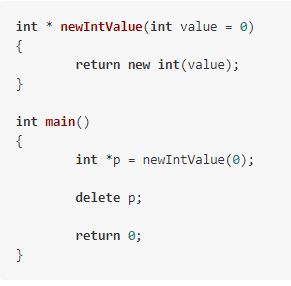 int * newIntValue(int value = 0)
{
        return new int(value);
}

int main()
{
        int *p = newIntValue(0);

        delete p;

        return 0;
}